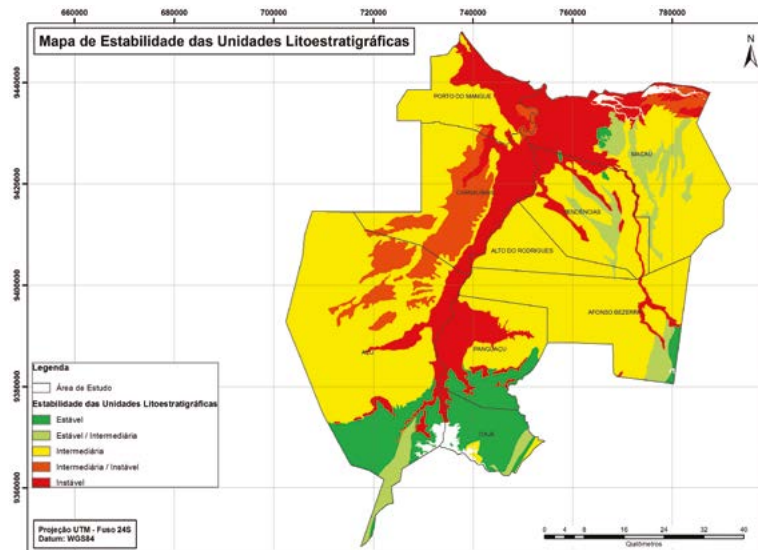 660000 680000 700000 720000 740000 760000 780000
Mapa de Estabilidade das Unidades Litoestratigráficas
N
9440000
9420000
9400000
9380000
9360000
PORTO DO MANGUE
MACAU
CARNAUBAIS
PENDÊNCIAS
ALTO DO RODRIGUES
AFONSO BEZERRA
AÇU
IPANGUAÇU
ITAJÁ
Legenda
Área de Estudo
Estabilidade das Unidades Litoestratigráficas
Estável
Estável / Intermediária
Intermediária
Intermediária / Instável
Instável
Projeção UTM - Fuso 24S
Datum: WGS84
0 4 8 16 24 32 40
Quilômetros